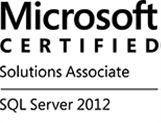 Microsoft
CERTIFIED
Solutions Associate
SQL Server 2012